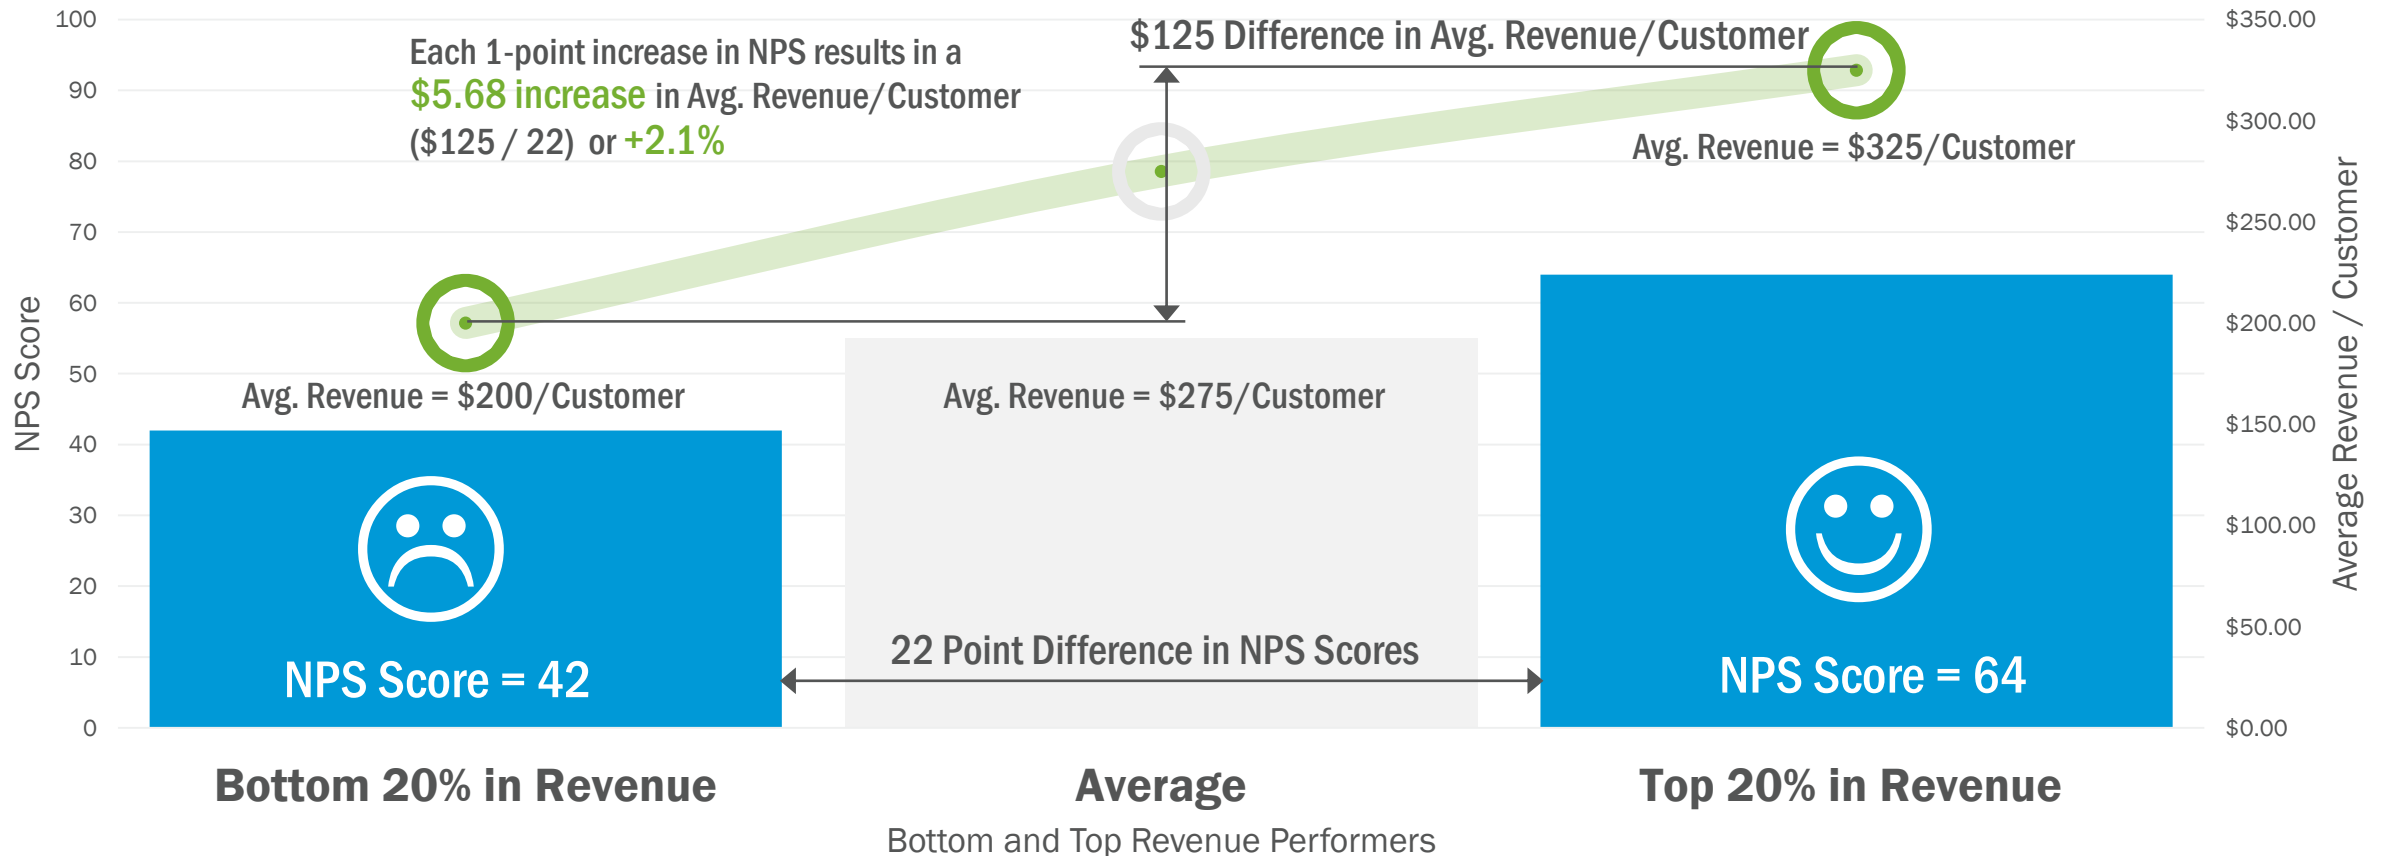 100
90
80
70
60
50
40
30
20
10
0
NPS Score
Each 1-point increase in NPS results in a
$5.68 increase in Avg. Revenue/Customer
($125 / 22) or +2.1%
$125 Difference in Avg. Revenue/Customer
Avg. Revenue = $325/Customer
Avg. Revenue = $200/Customer
Avg. Revenue = $275/Customer
22 Point Difference in NPS Scores
NPS Score = 42
NPS Score = 64
$350.00
$300.00
$250.00
$200.00
$150.00
$100.00
$50.00
$0.00
Average Revenue / Customer
Bottom 20% in Revenue
Average
Top 20% in Revenue
Bottom and Top Revenue Performers